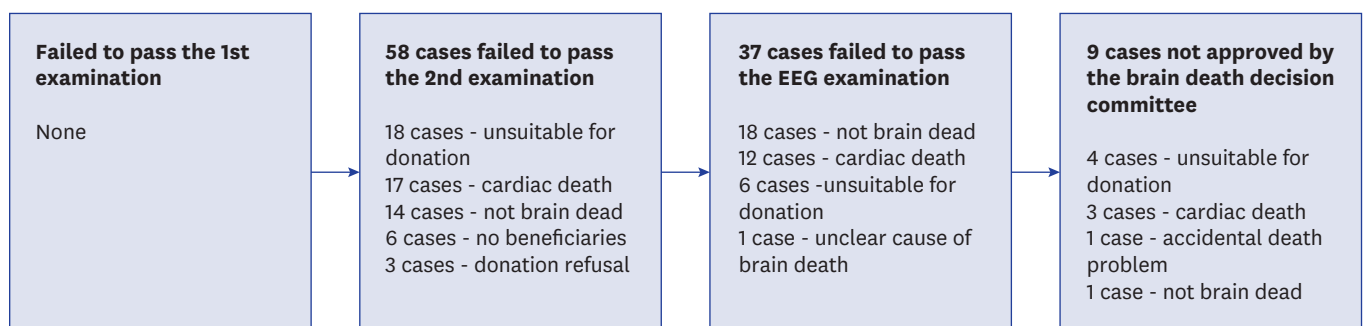 Failed to pass the 1st
examination
None
58 cases failed to pass
the 2nd examination
18 cases - unsuitable for
donation
17 cases - cardiac death
14 cases - not brain dead
6 cases - no beneficiaries
3 cases - donation refusal
37 cases failed to pass
the EEG examination
18 cases - not brain dead
12 cases - cardiac death
6 cases -unsuitable for
donation
1 case - unclear cause of
brain death
9 cases not approved by
the brain death decision
committee
4 cases - unsuitable for
donation
3 cases - cardiac death
1 case - accidental death
problem
1 case - not brain dead